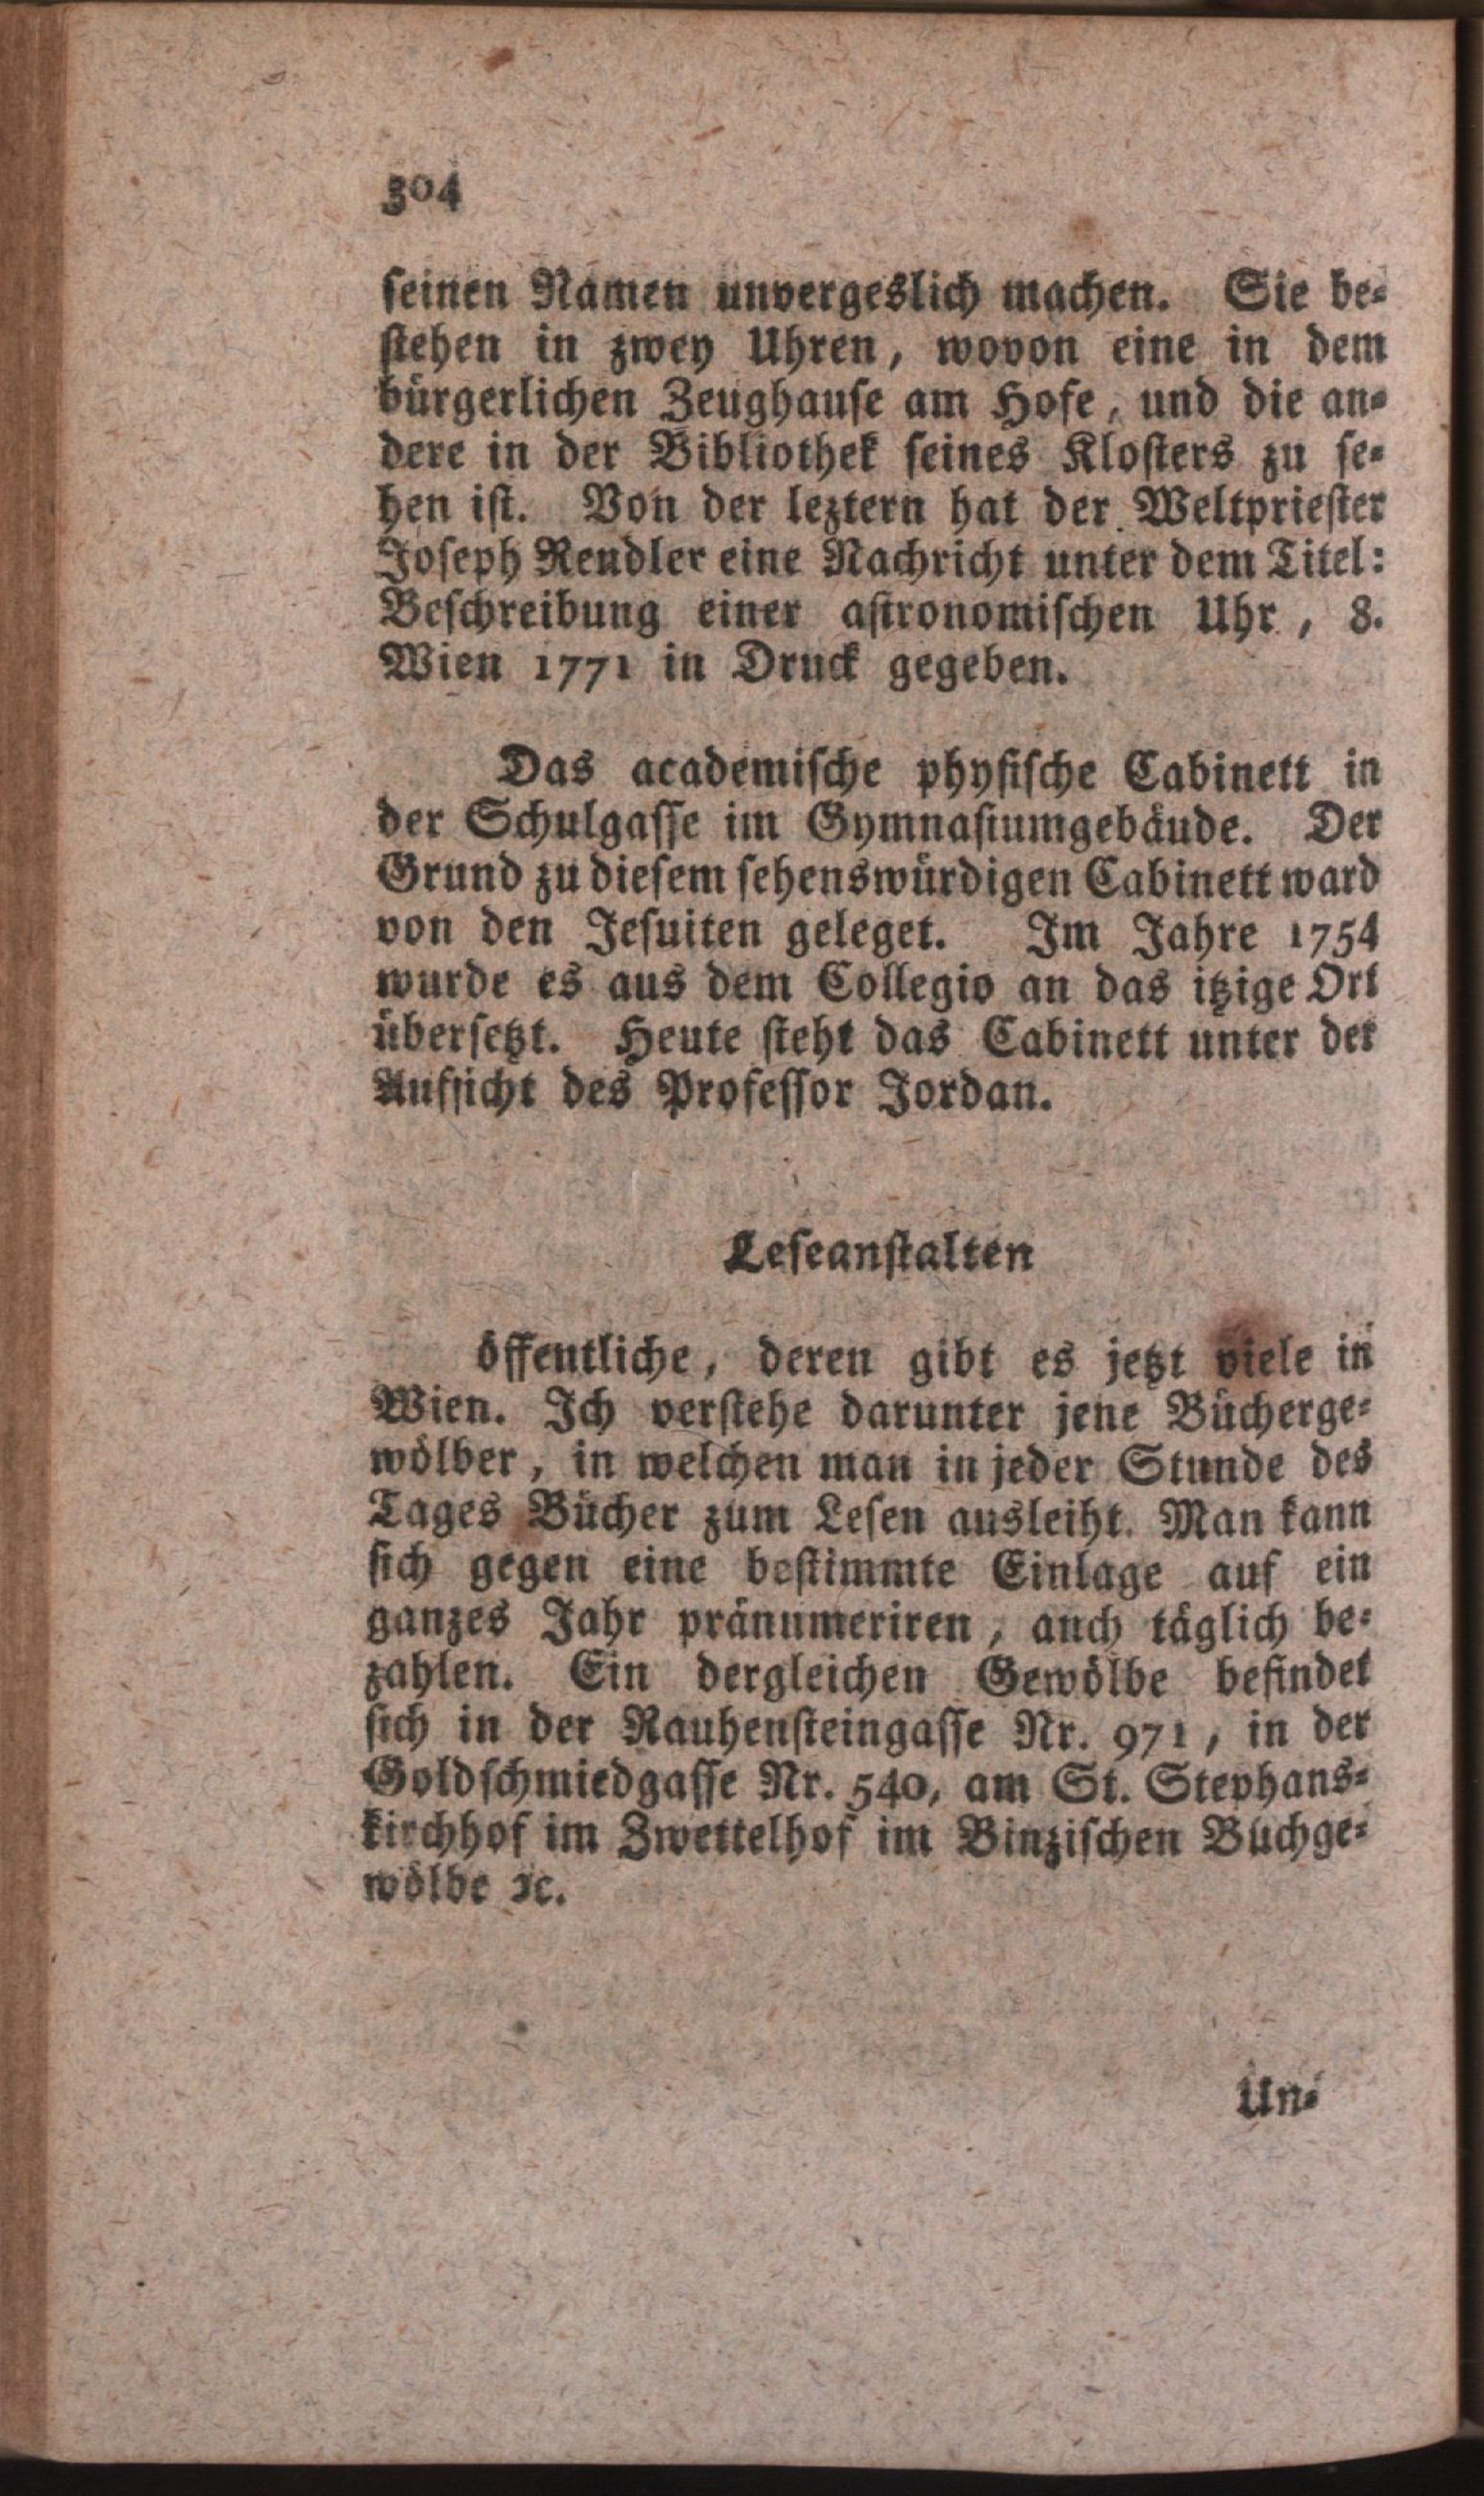 304
seinen Namen unvergeslich machen. Sie be-
stehen in zwey Uhren, wovon eine in dem
bürgerlichen Zeughause am Hofe, und die an-
dere in der Bibliothek seines Klosters zu se-
hen ist. Von der leztern hat der Weltpriester
Joseph Rendler eine Nachricht unter dem Titel:
Beschreibung einer astronomischen Uhr, 8.
Wien 1771 in Druck gegeben.
Das academische physische Cabinett in
der Schulgasse im Gymnasiumgebäude. Der
Grund zu diesem sehenswürdigen Cabinett ward
von den Jesuiten geleget. Im Jahre 1754
wurde es aus dem Collegio an das itzige Ort
übersetzt. Heute steht das Cabinett unter der
Aufsicht des Professor Jordan.
Leseanstalten
öffentliche, deren gibt es jetzt viele in
Wien. Ich verstehe darunter jene Bücherge-
wölber, in welchen man in jeder Stunde des
Tages Bücher zum Lesen ausleiht. Man kann
sich gegen eine bestimmte Einlage auf ein
ganzes Jahr pränumeriren, auch täglich be-
zahlen. Ein dergleichen Gewölbe befindet
sich in der Rauhensteingasse Nr. 971, in der
Goldschmiedgasse Nr. 540, am St. Stephans-
kirchhof im Zwettelhof im Binzischen Buchge-
wölbe ꝛc.
Un-